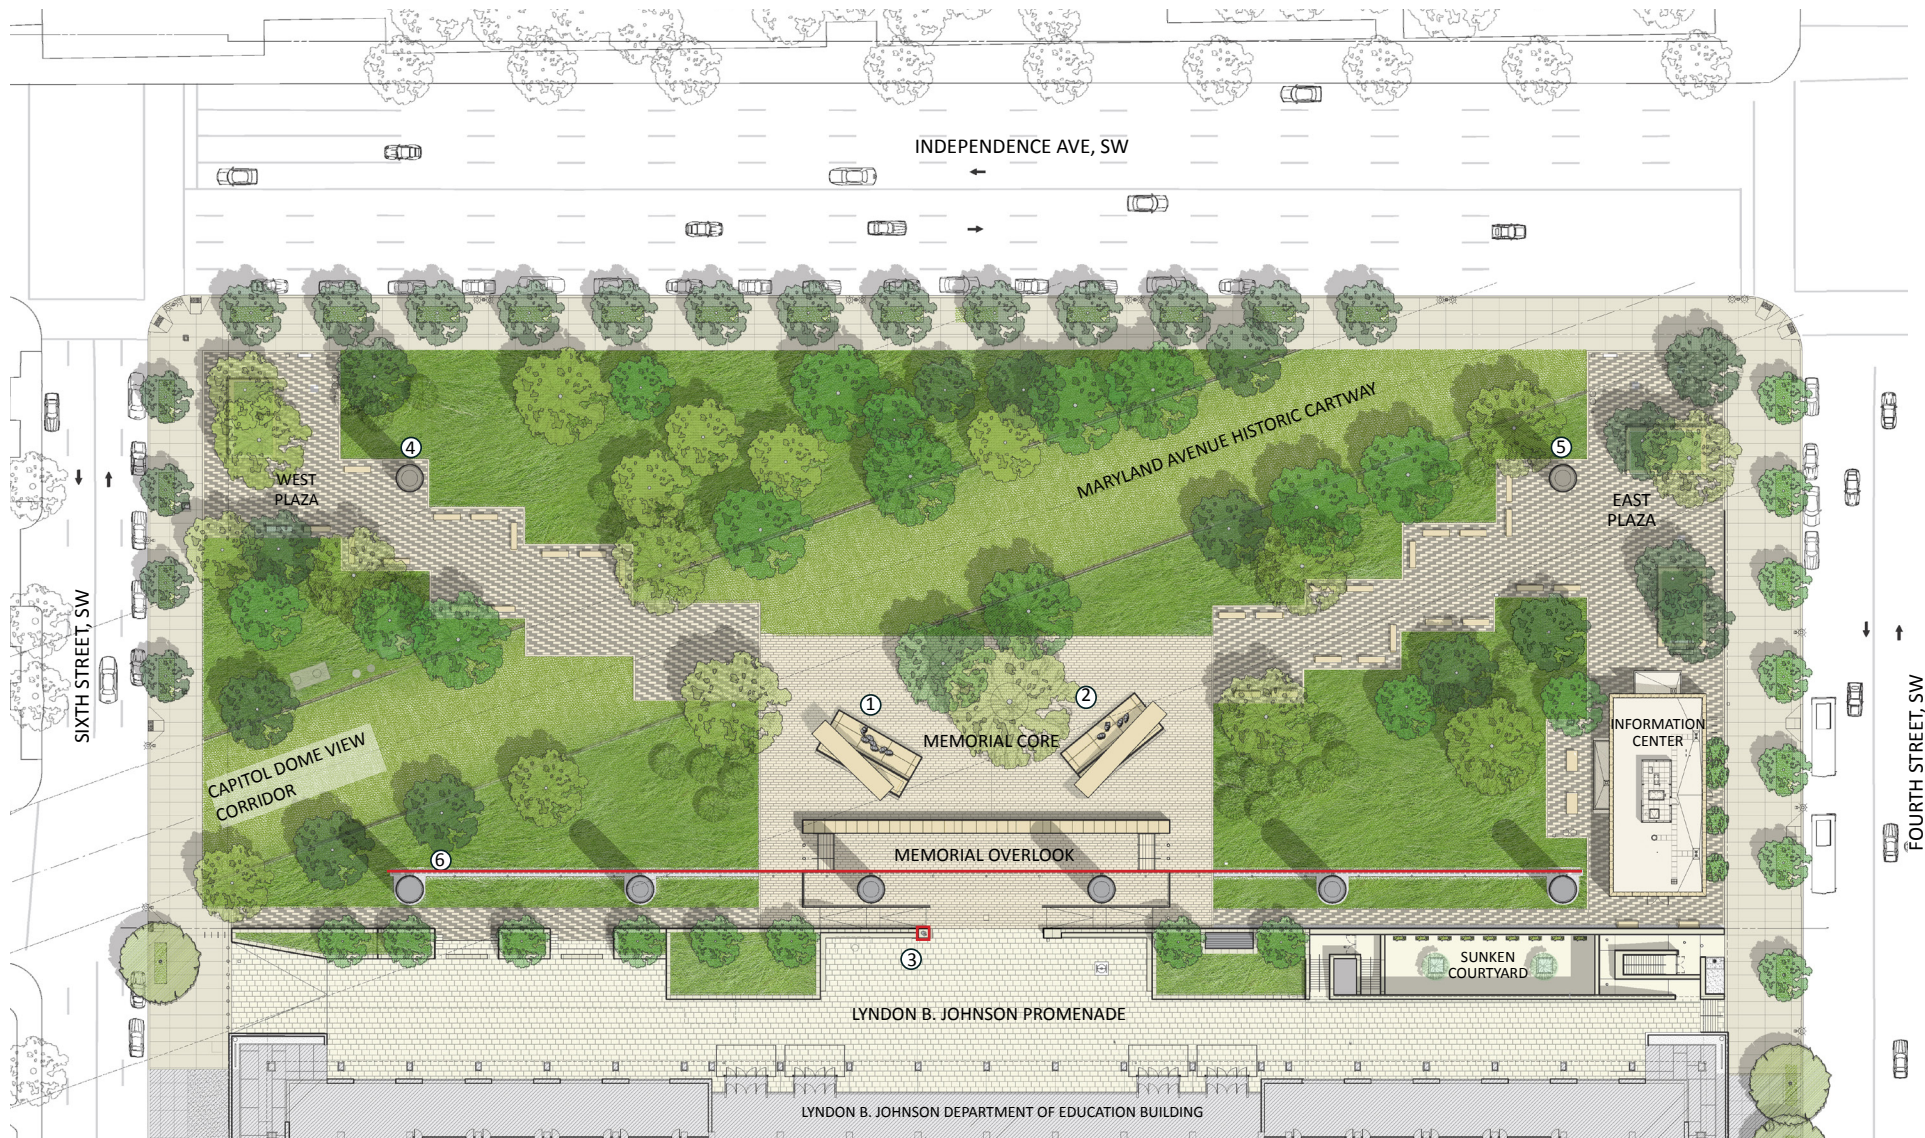 INDEPENDENCE AVE, SW
MARYLAND AVENUE HISTORIC CARTWAY
4
5
WEST
PLAZA
EAST
PLAZA
SIXTH STREET, SW
FOURTH STREET, SW
1
2
MEMORIAL CORE
INFORMATION
CENTER
CAPITOL DOME VIEW
CORRIDOR
6
MEMORIAL OVERLOOK
3
SUNKEN
COURTYARD
LYNDON B. JOHNSON PROMENADE
LYNDON B. JOHNSON DEPARTMENT OF EDUCATION BUILDING